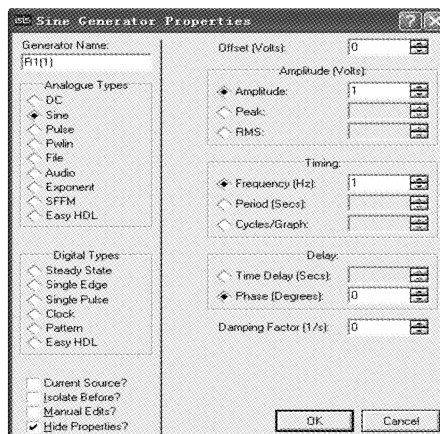 isis Sine Generator Properties
Generator Name:
R1(1)
Analogue Types
DC
Sine
Pulse
Pwlin
File
Audio
Exponent
SFFM
Easy HDL
Digital Types
Steady State
Single Edge
Single Pulse
Clock
Pattern
Easy HDL
Current Source?
Isolate Before?
Manual Edits?
Hide Properties?
Offset (Volts): 0
Amplitude (Volts):
Amplitude: 1
Peak:
RMS:
Timing:
Frequency (Hz): 1
Period (Secs):
Cycles/Graph:
Delay:
Time Delay (Secs):
Phase (Degrees): 0
Damping Factor (1/s): 0
OK Cancel